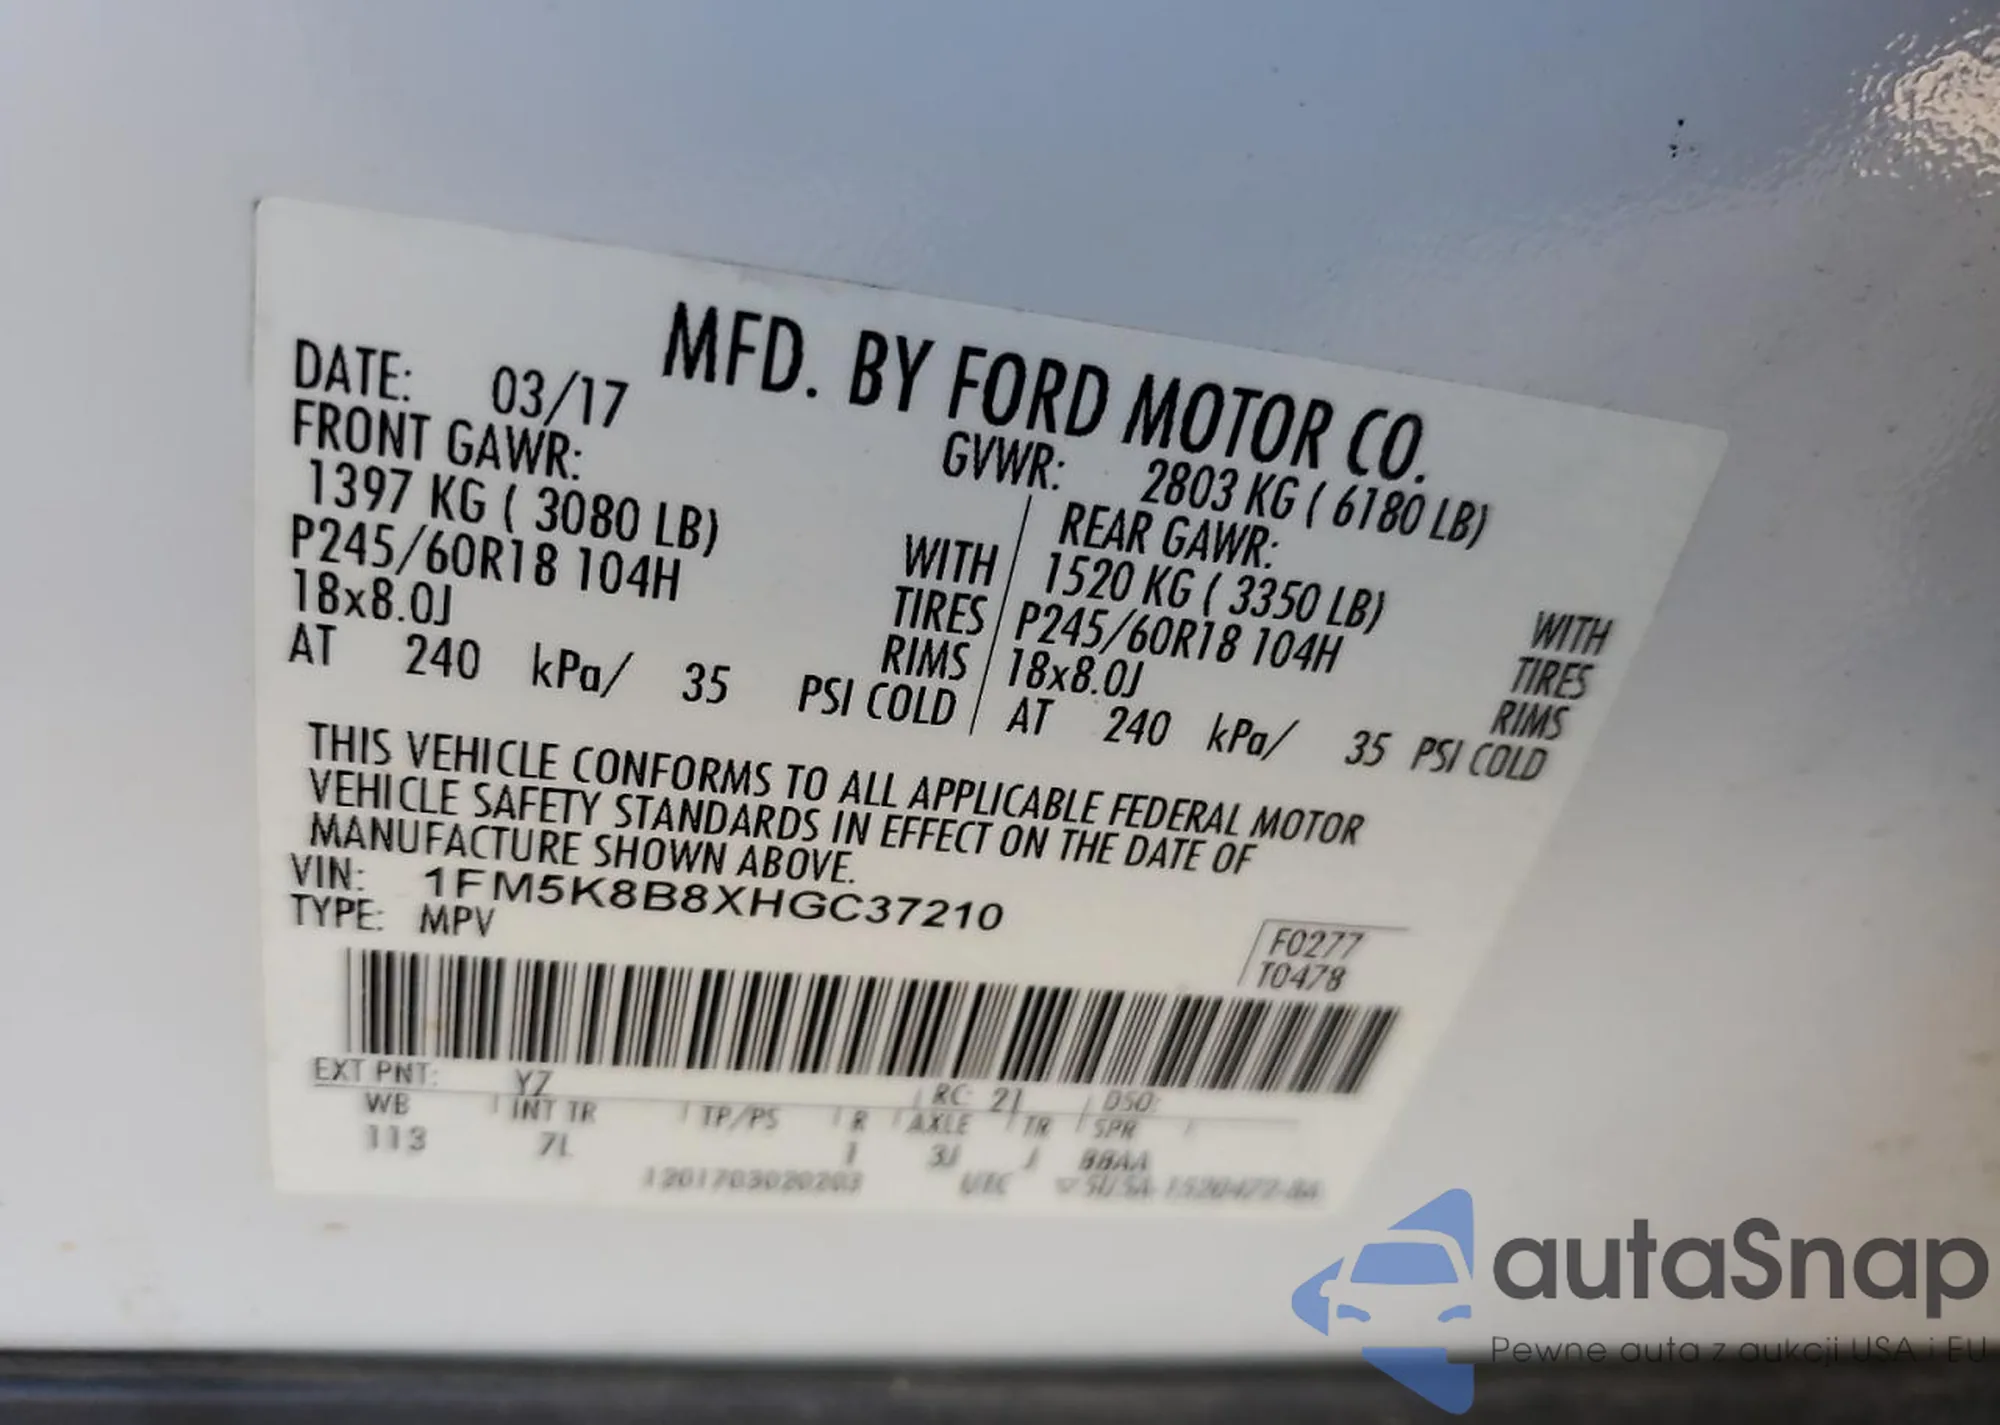 MFD. BY FORD MOTOR CO.
DATE: 03/17
GVWR: 2803 KG ( 6180 LB)
FRONT GAWR:
1397 KG ( 3080 LB) WITH
P245/60R18 104H TIRES
18x8.0J RIMS
AT 240 kPa/ 35 PSI COLD
REAR GAWR:
1520 KG ( 3350 LB) WITH
P245/60R18 104H TIRES
18x8.0J RIMS
AT 240 kPa/ 35 PSI COLD
THIS VEHICLE CONFORMS TO ALL APPLICABLE FEDERAL MOTOR
VEHICLE SAFETY STANDARDS IN EFFECT ON THE DATE OF
MANUFACTURE SHOWN ABOVE.
VIN: 1FM5K8B8XHGC37210
TYPE: MPV
F0277
T0478
EXT PNT: YZ RC: 21 DSO:
WB INT TR TP/PS R AXLE TR SPR
113 7L 1 3J J BBAA
1201703020203 UTC
autaSnap
Pewne auta z aukcji USA i EU